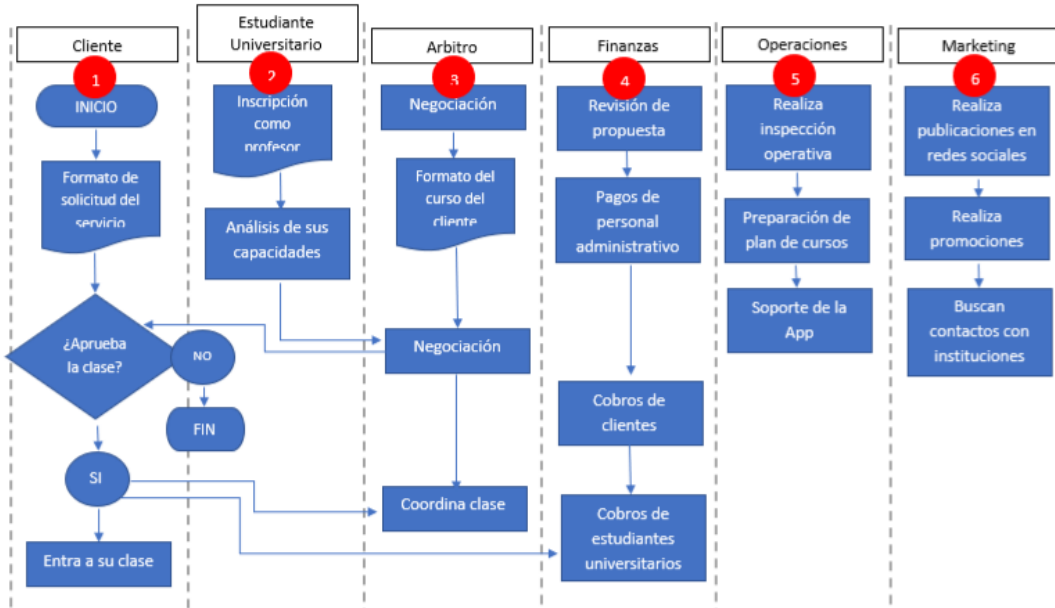 Cliente
Estudiante
Universitario
Arbitro
Finanzas
Operaciones
Marketing
1
2
3
4
5
6
INICIO
Formato de
solicitud del
servicio
¿Aprueba
la clase?
NO
FIN
SI
Entra a su clase
Inscripción
como
profesor
Análisis de sus
capacidades
Negociación
Formato del
curso del
cliente
Negociación
Coordina clase
Revisión de
propuesta
Pagos de
personal
administrativo
Cobros de
clientes
Cobros de
estudiantes
universitarios
Realiza
inspección
operativa
Preparación de
plan de cursos
Soporte de la
App
Realiza
publicaciones en
redes sociales
Realiza
promociones
Buscan
contactos con
instituciones